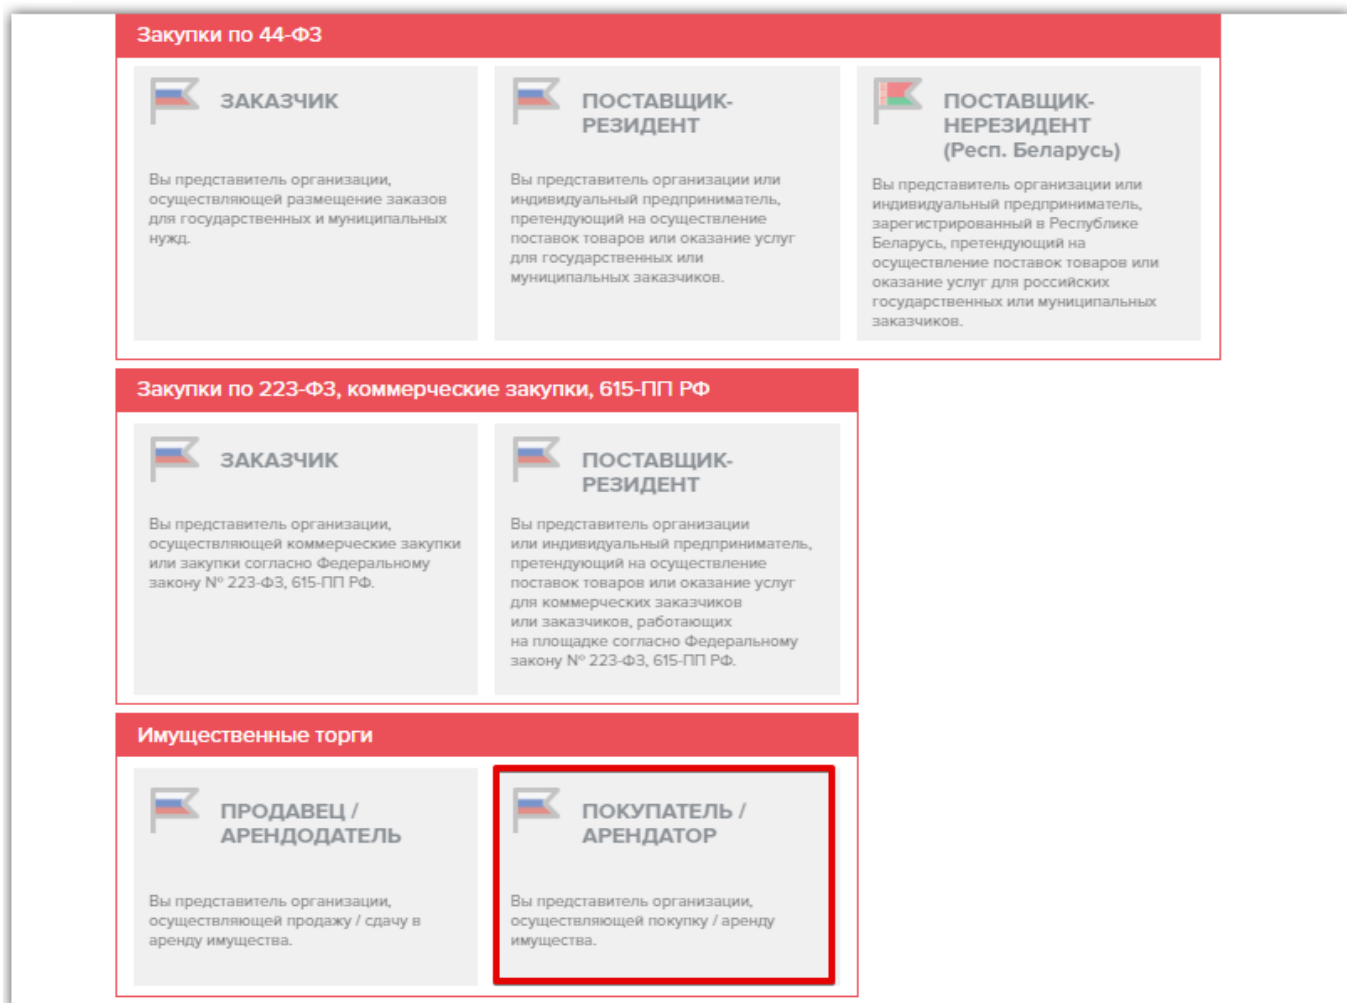 Закупки по 44-ФЗ
ЗАКАЗЧИК
Вы представитель организации,
осуществляющей размещение заказов
для государственных и муниципальных
нужд.
ПОСТАВЩИК-
РЕЗИДЕНТ
Вы представитель организации или
индивидуальный предприниматель,
претендующий на осуществление
поставок товаров или оказание услуг
для государственных или
муниципальных заказчиков.
ПОСТАВЩИК-
НЕРЕЗИДЕНТ
(Респ. Беларусь)
Вы представитель организации или
индивидуальный предприниматель,
зарегистрированный в Республике
Беларусь, претендующий на
осуществление поставок товаров или
оказание услуг для российских
государственных или муниципальных
заказчиков.
Закупки по 223-ФЗ, коммерческие закупки, 615-ПП РФ
ЗАКАЗЧИК
Вы представитель организации,
осуществляющей коммерческие закупки
или закупки согласно Федеральному
закону № 223-ФЗ, 615-ПП РФ.
ПОСТАВЩИК-
РЕЗИДЕНТ
Вы представитель организации
или индивидуальный предприниматель,
претендующий на осуществление
поставок товаров или оказание услуг
для коммерческих заказчиков
или заказчиков, работающих
на площадке согласно Федеральному
закону № 223-ФЗ, 615-ПП РФ.
Имущественные торги
ПРОДАВЕЦ /
АРЕНДОДАТЕЛЬ
Вы представитель организации,
осуществляющей продажу / сдачу в
аренду имущества.
ПОКУПАТЕЛЬ /
АРЕНДАТОР
Вы представитель организации,
осуществляющей покупку / аренду
имущества.